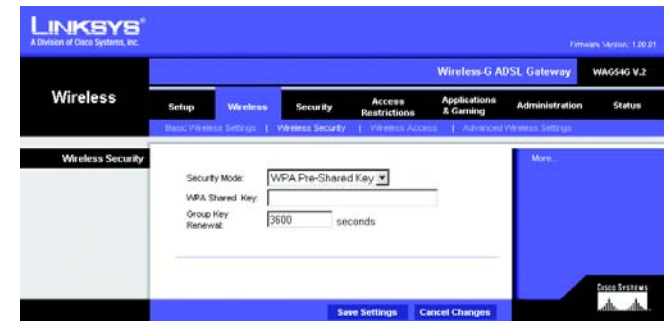 LINKSYS®
A Division of Cisco Systems, Inc.
Firmware Version: 1.00.01
Wireless-G ADSL Gateway WAG54G V.2
Wireless
Setup Wireless Security Access Restrictions Applications & Gaming Administration Status
Basic Wireless Settings | Wireless Security | Wireless Access | Advanced Wireless Settings
Wireless Security
More...
Security Mode: WPA Pre-Shared Key
WPA Shared Key:
Group Key Renewal: 3600 seconds
CISCO SYSTEMS
Save Settings Cancel Changes